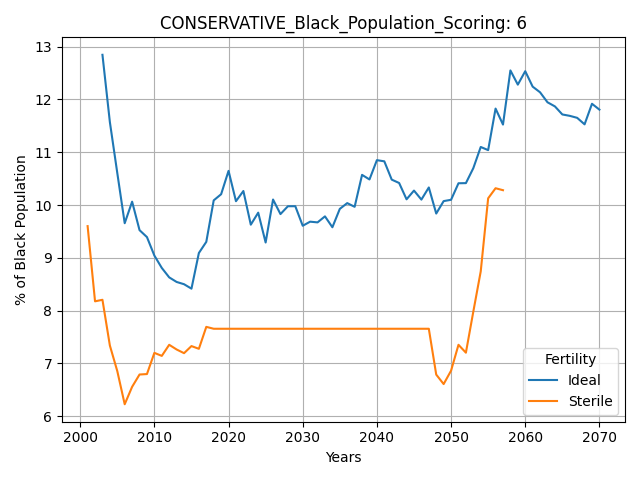 CONSERVATIVE_Black_Population_Scoring: 6
% of Black Population
13
12
11
10
9
8
7
6
Fertility
Ideal
Sterile
2000 2010 2020 2030 2040 2050 2060 2070
Years